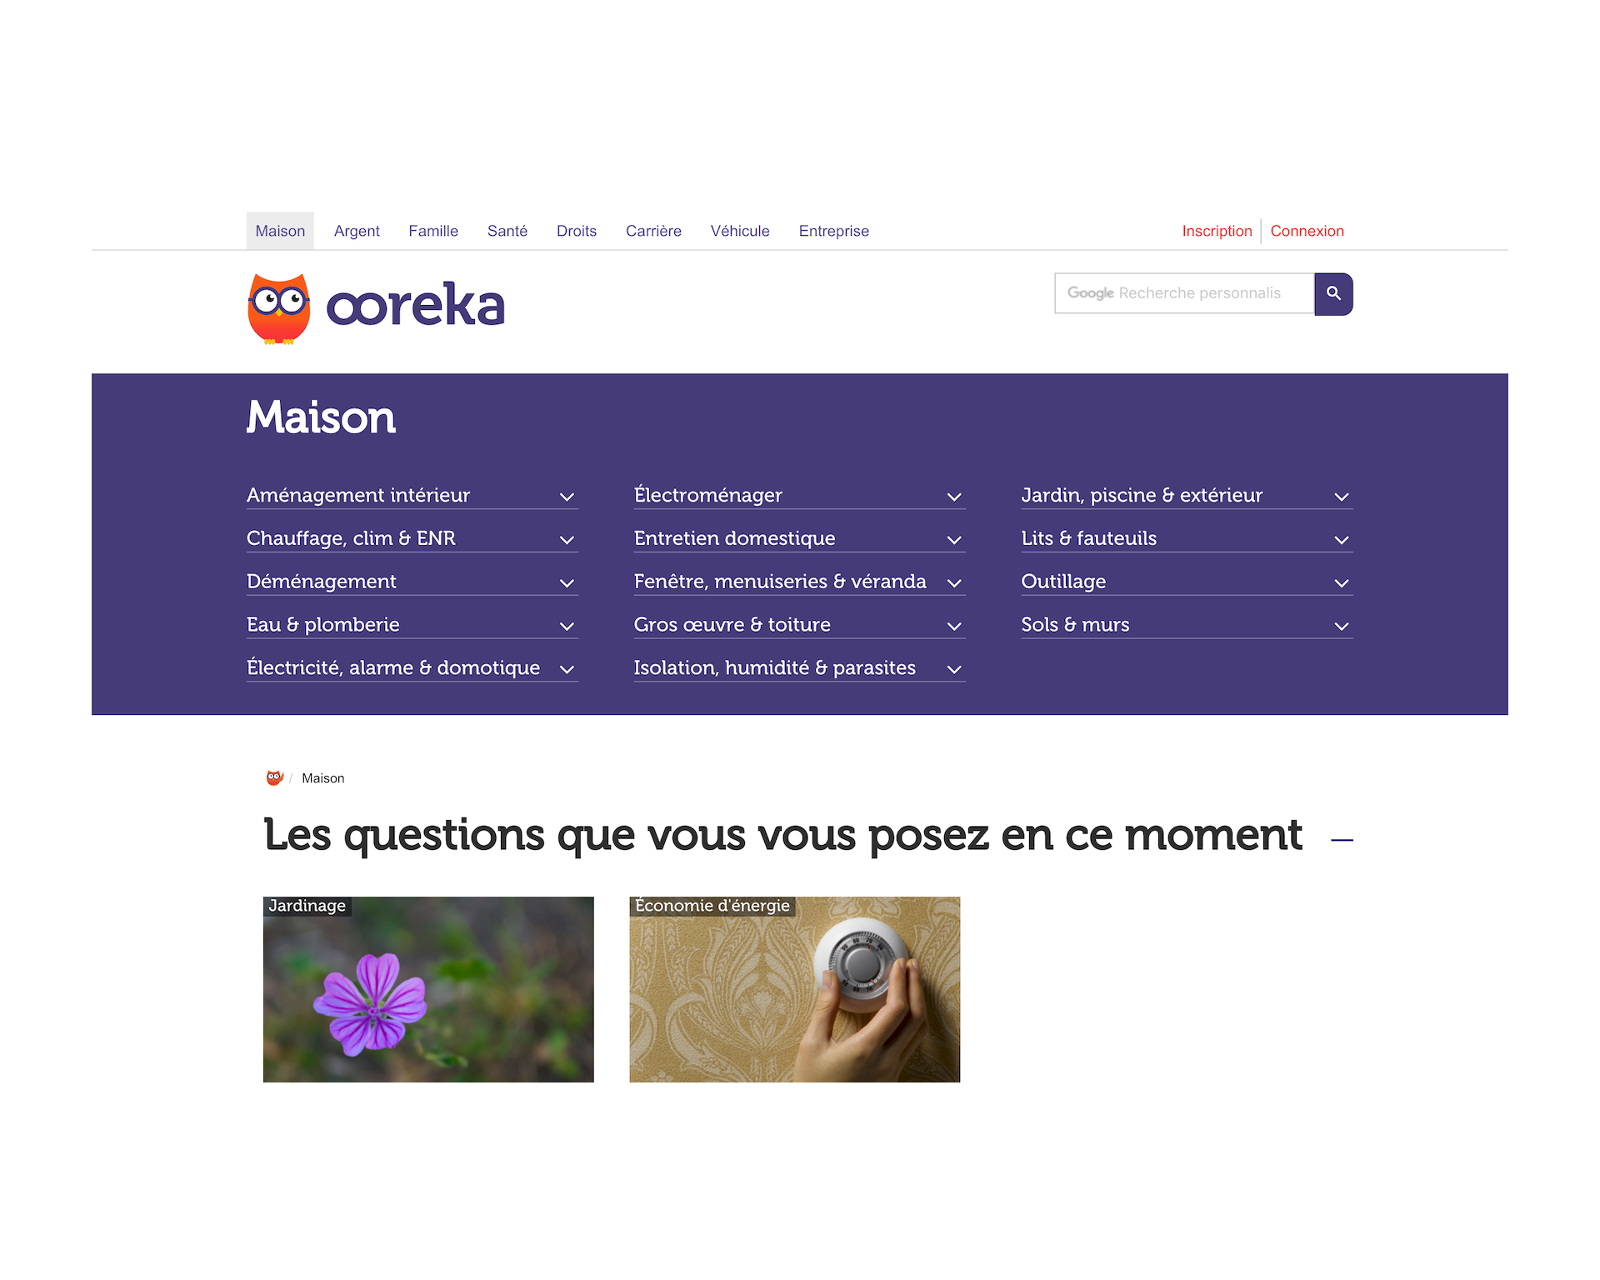 Maison Argent Famille Santé Droits Carrière Véhicule Entreprise Inscription Connexion
ooreka
Google Recherche personnalis
Maison
Aménagement intérieur
Chauffage, clim & ENR
Déménagement
Eau & plomberie
Électricité, alarme & domotique
Électroménager
Entretien domestique
Fenêtre, menuiseries & véranda
Gros œuvre & toiture
Isolation, humidité & parasites
Jardin, piscine & extérieur
Lits & fauteuils
Outillage
Sols & murs
/ Maison
Les questions que vous vous posez en ce moment
Jardinage
Économie d'énergie